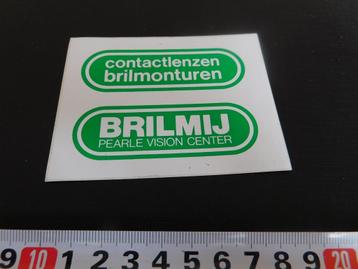 contactlenzen
brilmonturen
BRILMIJ
PEARLE VISION CENTER
9 10 1 2 3 4 5 6 7 8 9 20